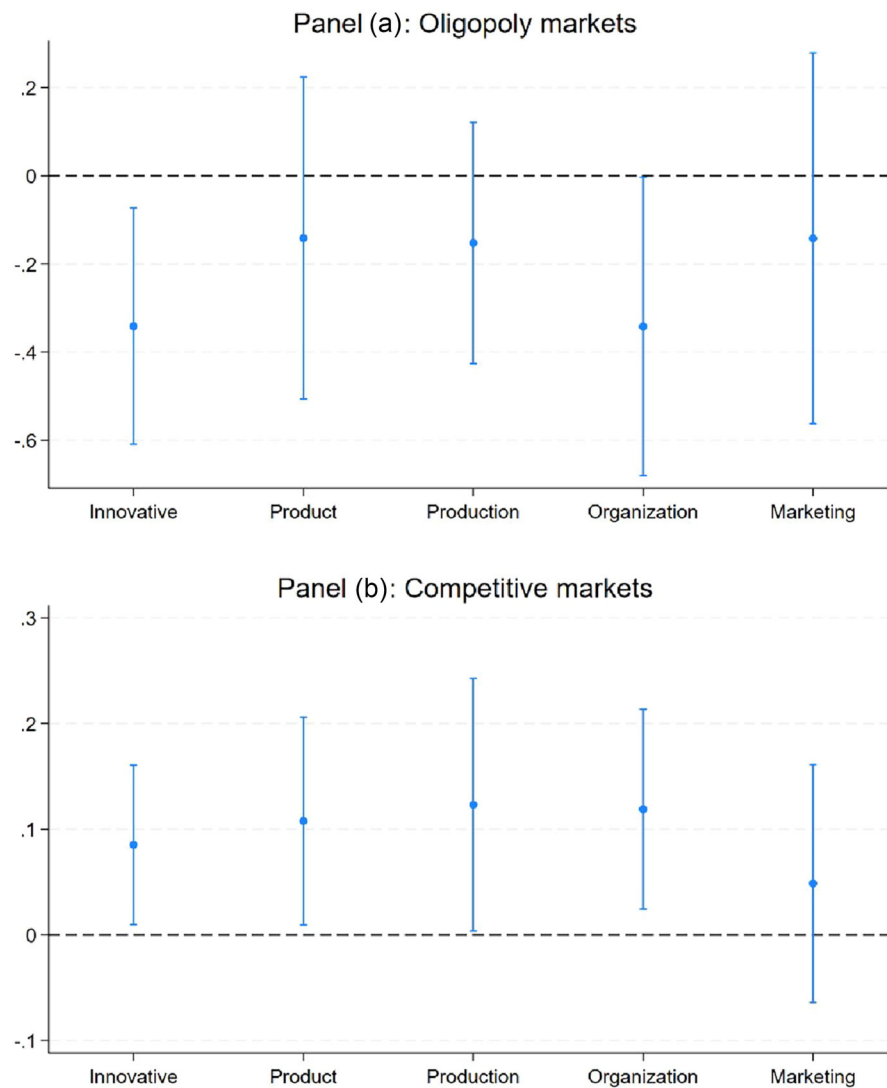 Panel (a): Oligopoly markets
.2
0
-.2
-.4
-.6
Innovative Product Production Organization Marketing
Panel (b): Competitive markets
.3
.2
.1
0
-.1
Innovative Product Production Organization Marketing